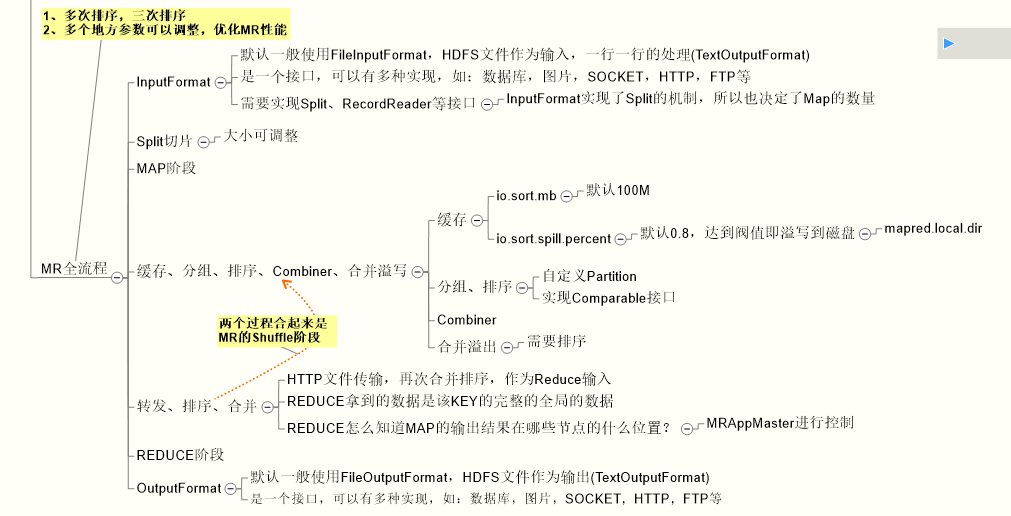 1、多次排序，三次排序
2、多个地方参数可以调整，优化MR性能
MR全流程
InputFormat
默认一般使用FileInputFormat，HDFS文件作为输入，一行一行的处理(TextOutputFormat)
是一个接口，可以有多种实现，如：数据库，图片，SOCKET，HTTP，FTP等
需要实现Split、RecordReader等接口
InputFormat实现了Split的机制，所以也决定了Map的数量
Split切片
大小可调整
MAP阶段
缓存、分组、排序、Combiner、合并溢写
缓存
io.sort.mb
默认100M
io.sort.spill.percent
默认0.8，达到阀值即溢写到磁盘
mapred.local.dir
分组、排序
自定义Partition
实现Comparable接口
Combiner
合并溢出
需要排序
两个过程合起来是
MR的Shuffle阶段
转发、排序、合并
HTTP文件传输，再次合并排序，作为Reduce输入
REDUCE拿到的数据是该KEY的完整的全局的数据
REDUCE怎么知道MAP的输出结果在哪些节点的什么位置？
MRAppMaster进行控制
REDUCE阶段
OutputFormat
默认一般使用FileOutputFormat，HDFS文件作为输出(TextOutputFormat)
是一个接口，可以有多种实现，如：数据库，图片，SOCKET，HTTP，FTP等